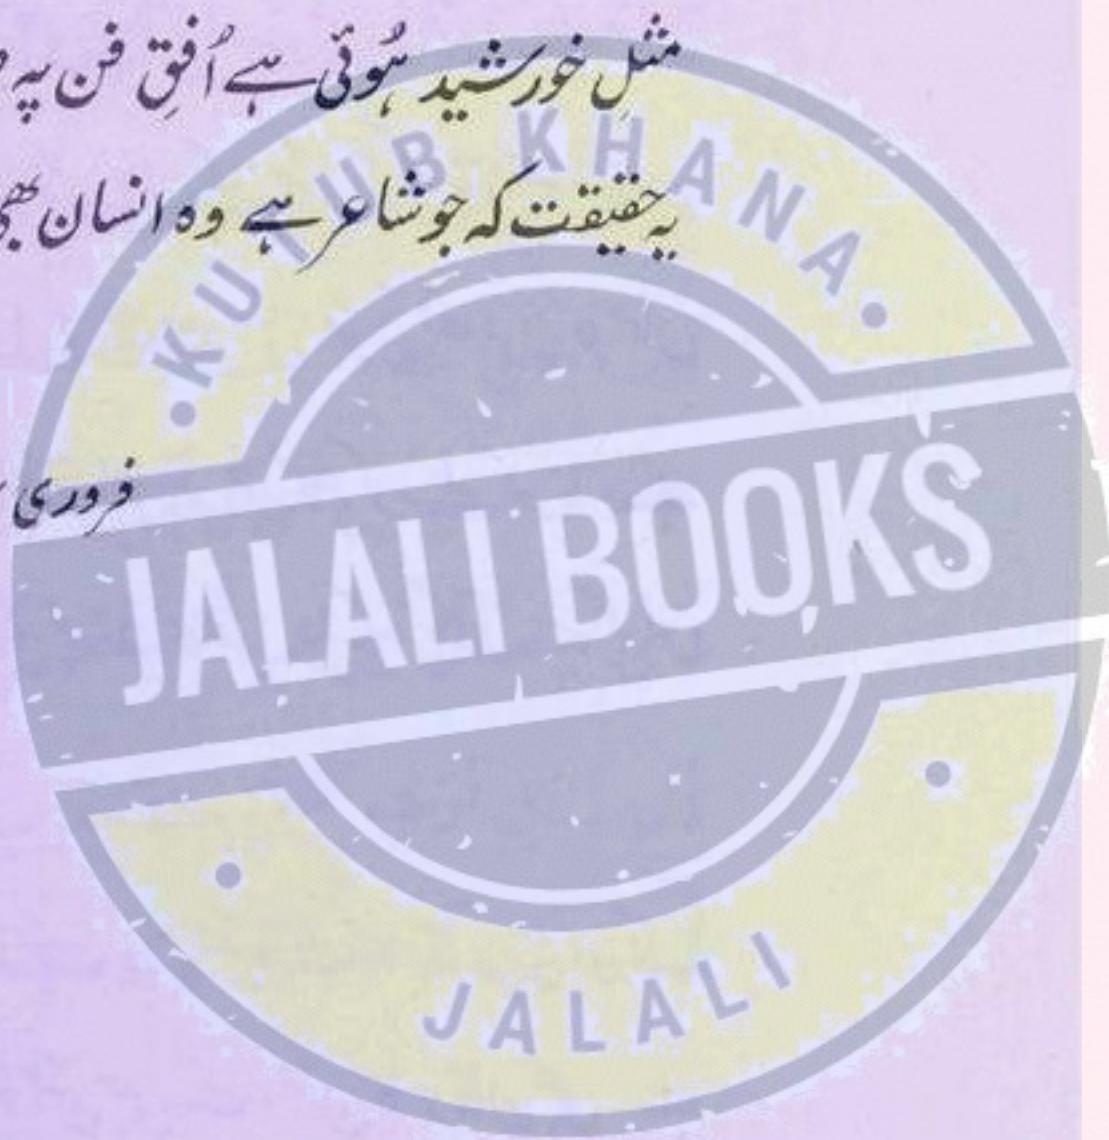 مثلِ خورشید ہُوئی ہے اُفقِ فن پہ
یہ حقیقت کہ جو شاعر ہے وہ انسان بھی
فروری
• KUTUB KHANA •
JALALI BOOKS
JALALI